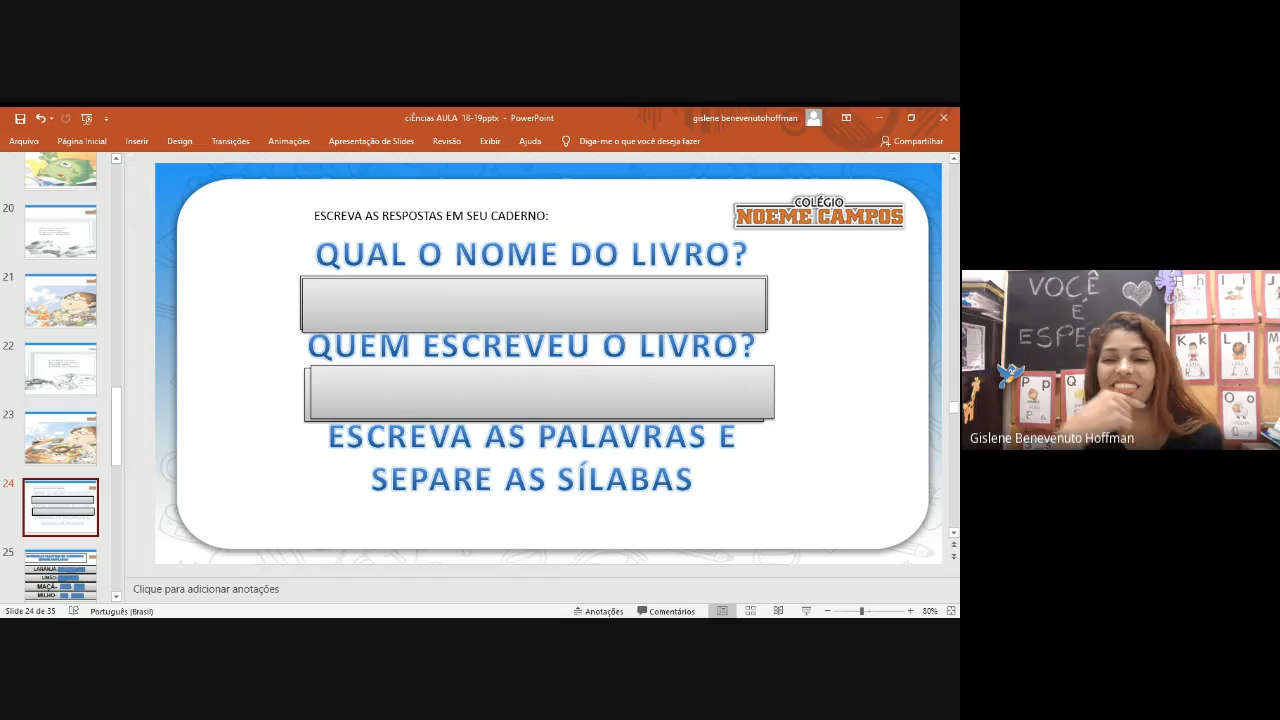 ciÊncias AULA 18-19pptx - PowerPoint
gislene benevenutohoffman
Arquivo Página Inicial Inserir Design Transições Animações Apresentação de Slides Revisão Exibir Ajuda Diga-me o que você deseja fazer Compartilhar
20
21
22
23
24
25
LARANJA-
LIMÃO-
MAÇÃ-
MILHO-
ESCREVA AS RESPOSTAS EM SEU CADERNO:
COLÉGIO
NOEME CAMPOS
QUAL O NOME DO LIVRO?
QUEM ESCREVEU O LIVRO?
ESCREVA AS PALAVRAS E
SEPARE AS SÍLABAS
Clique para adicionar anotações
Slide 24 de 35 Português (Brasil) Anotações Comentários 80%
VOCÊ
É
ESPE
h I i J
K k L l
P p Q
O o
Gislene Benevenuto Hoffman